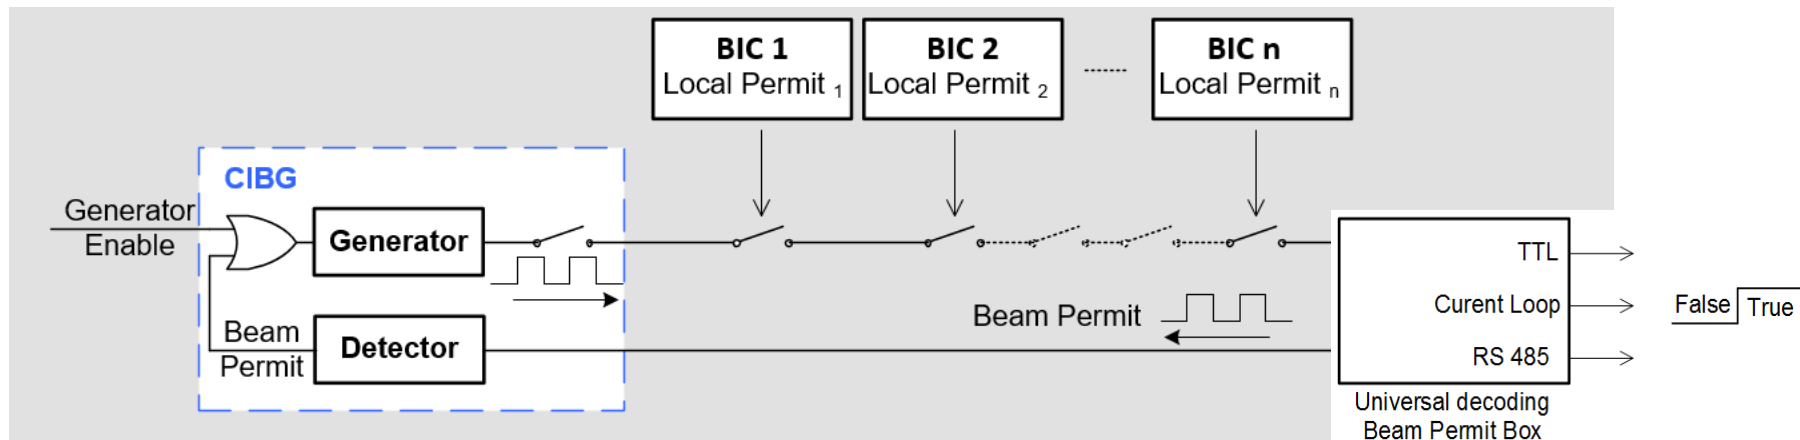 BIC 1
Local Permit 1
BIC 2
Local Permit 2
BIC n
Local Permit n
CIBG
Generator
Enable
Generator
Beam
Permit
Detector
Beam Permit
TTL
Curent Loop
RS 485
False
True
Universal decoding
Beam Permit Box